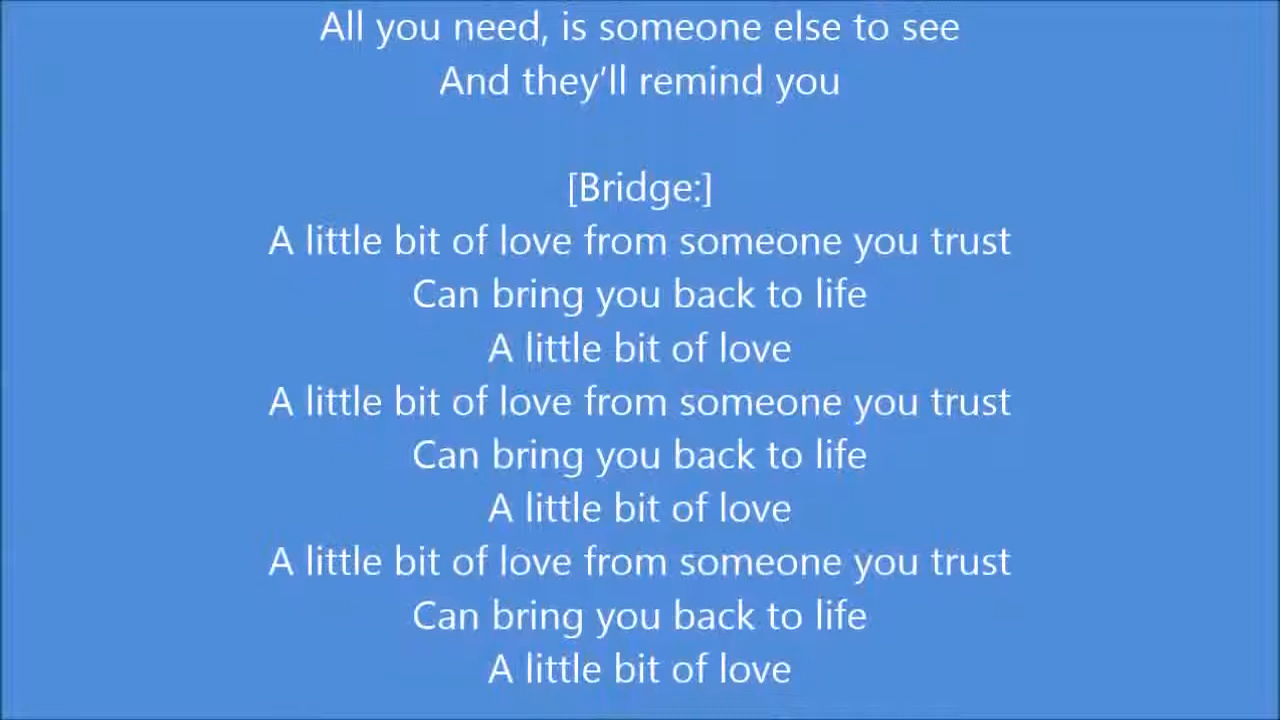 All you need, is someone else to see
And they’ll remind you
[Bridge:]
A little bit of love from someone you trust
Can bring you back to life
A little bit of love
A little bit of love from someone you trust
Can bring you back to life
A little bit of love
A little bit of love from someone you trust
Can bring you back to life
A little bit of love